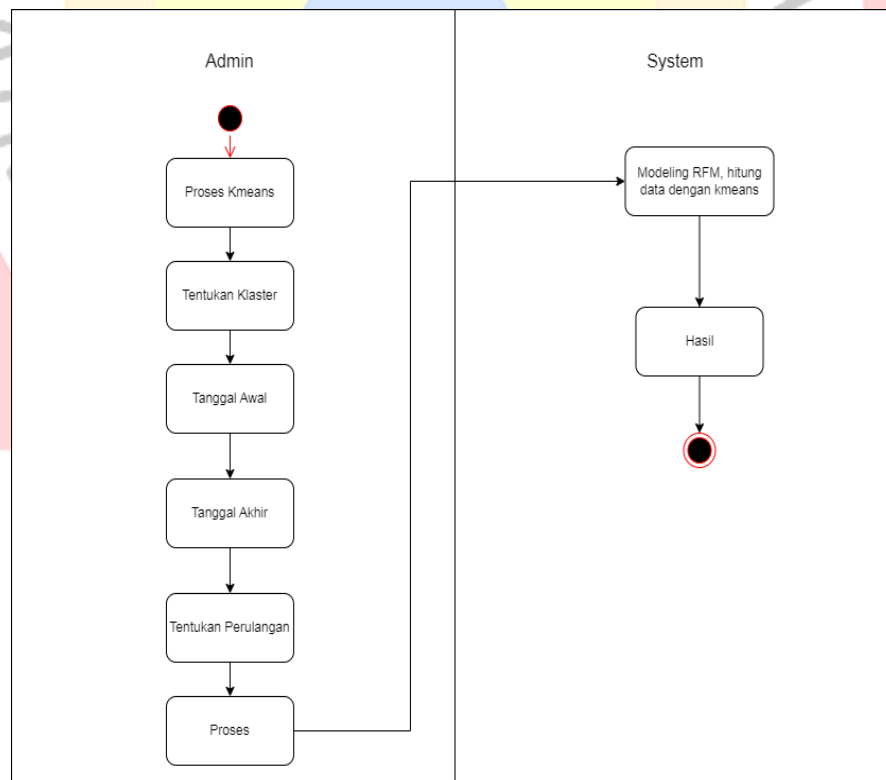 Admin
System
Proses Kmeans
Tentukan Klaster
Tanggal Awal
Tanggal Akhir
Tentukan Perulangan
Proses
Modeling RFM, hitung
data dengan kmeans
Hasil